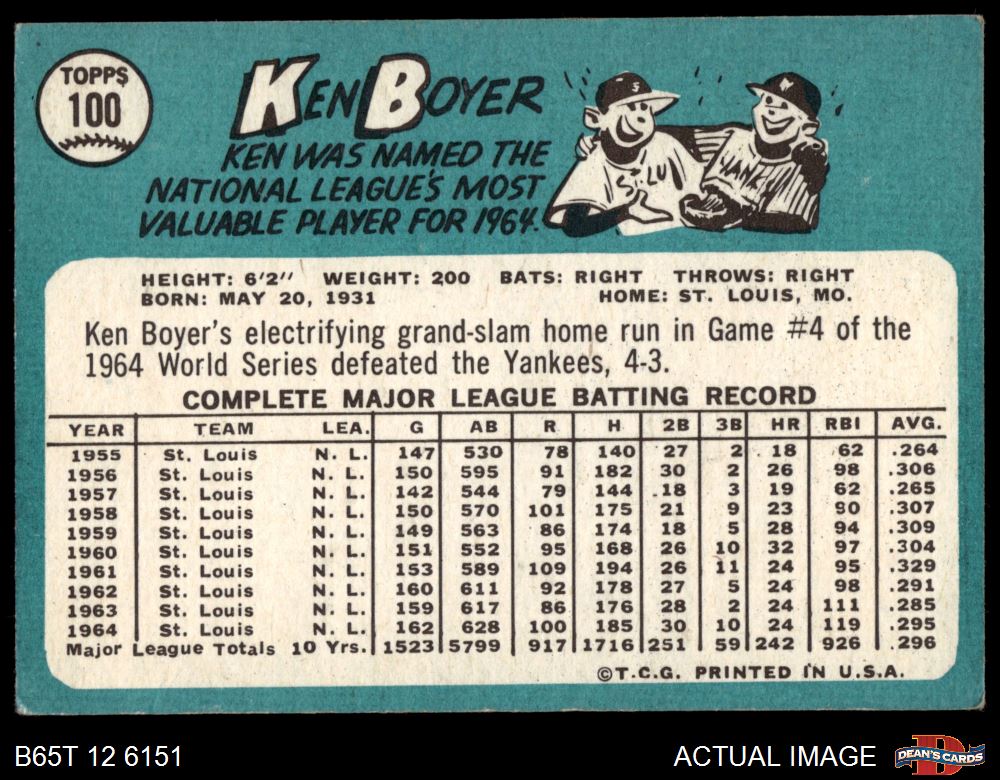 TOPPS
100
KEN BOYER
KEN WAS NAMED THE
NATIONAL LEAGUE'S MOST
VALUABLE PLAYER FOR 1964.
S
ST.LU
Y
YANK
HEIGHT: 6'2" WEIGHT: 200 BATS: RIGHT THROWS: RIGHT
BORN: MAY 20, 1931 HOME: ST. LOUIS, MO.
Ken Boyer's electrifying grand-slam home run in Game #4 of the
1964 World Series defeated the Yankees, 4-3.
COMPLETE MAJOR LEAGUE BATTING RECORD
YEAR TEAM LEA. G AB R H 2B 3B HR RBI AVG.
1955 St. Louis N. L. 147 530 78 140 27 2 18 62 .264
1956 St. Louis N. L. 150 595 91 182 30 2 26 98 .306
1957 St. Louis N. L. 142 544 79 144 18 3 19 62 .265
1958 St. Louis N. L. 150 570 101 175 21 9 23 90 .307
1959 St. Louis N. L. 149 563 86 174 18 5 28 94 .309
1960 St. Louis N. L. 151 552 95 168 26 10 32 97 .304
1961 St. Louis N. L. 153 589 109 194 26 11 24 95 .329
1962 St. Louis N. L. 160 611 92 178 27 5 24 98 .291
1963 St. Louis N. L. 159 617 86 176 28 2 24 111 .285
1964 St. Louis N. L. 162 628 100 185 30 10 24 119 .295
Major League Totals 10 Yrs. 1523 5799 917 1716 251 59 242 926 .296
©T.C.G. PRINTED IN U.S.A.
B65T 12 6151
ACTUAL IMAGE
D
DEAN'S CARDS